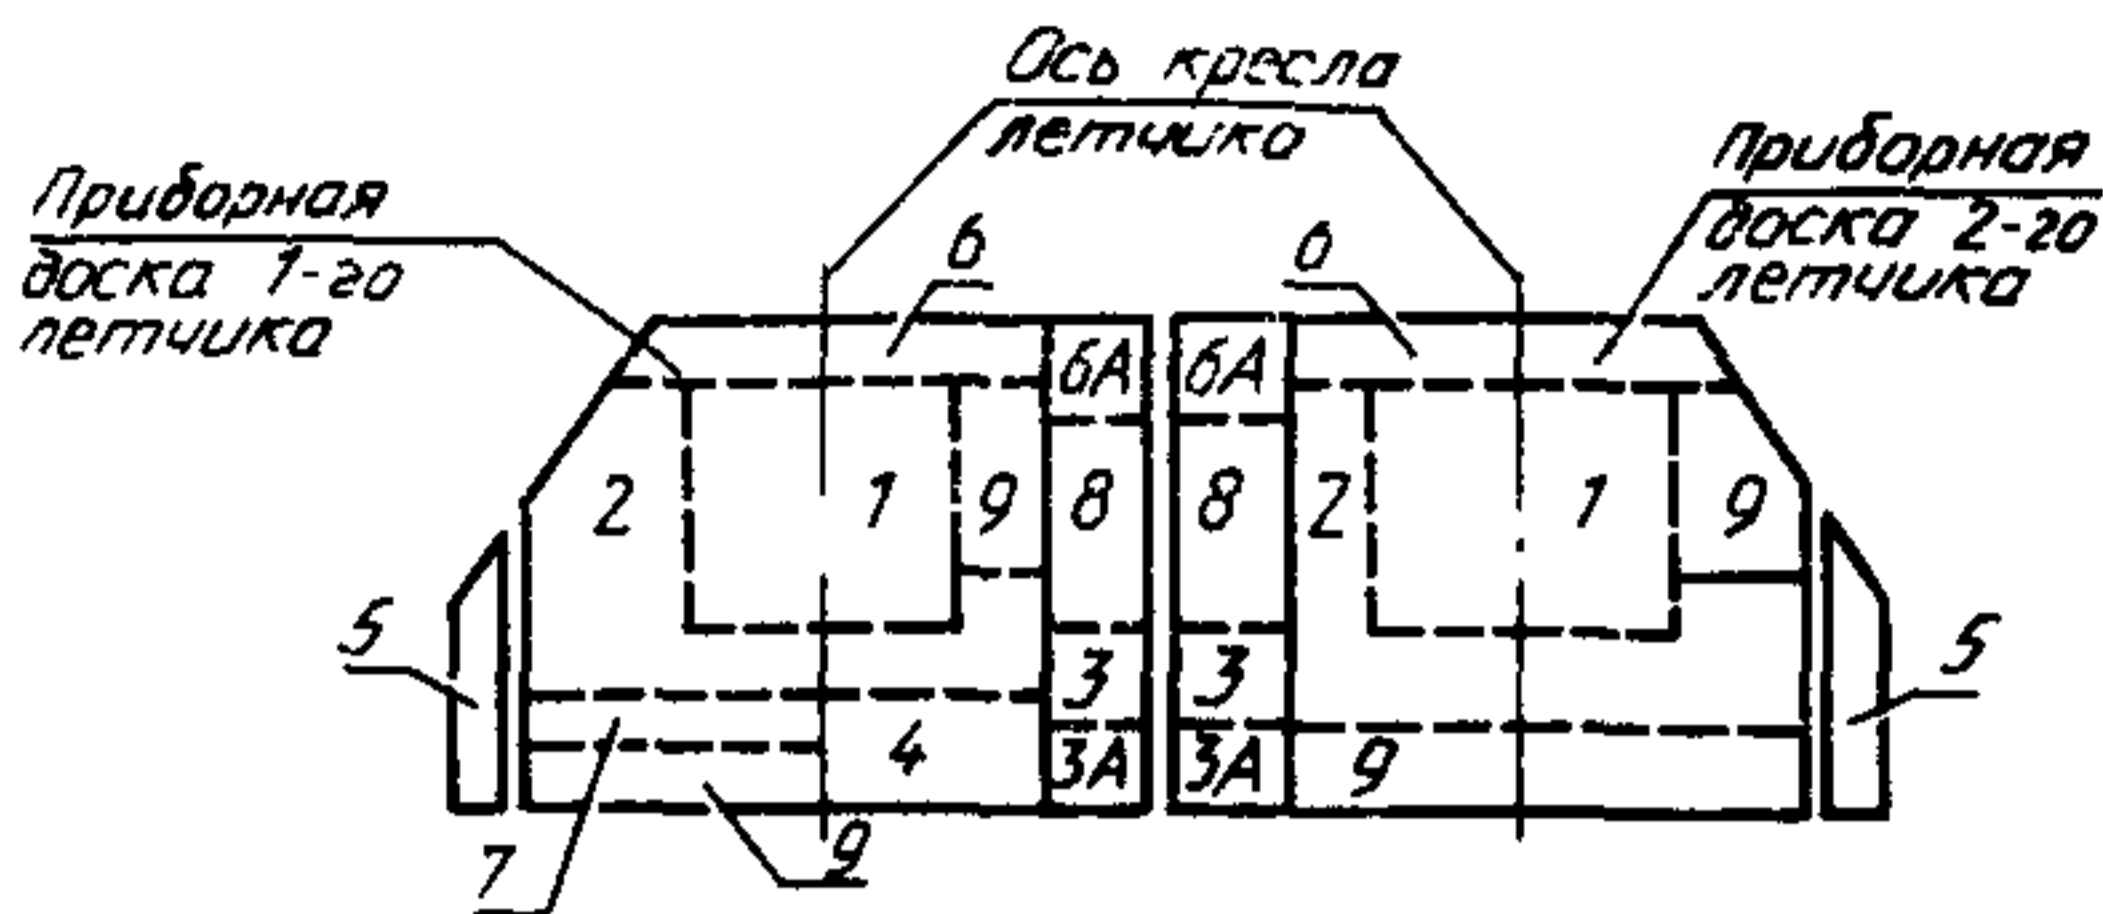 Ось кресла
летчика
Приборная
доска 1-го
летчика
Приборная
доска 2-го
летчика
6
6
6А
6А
2
1
9
8
8
2
1
9
5
3
3
5
4
3А
3А
9
7
9